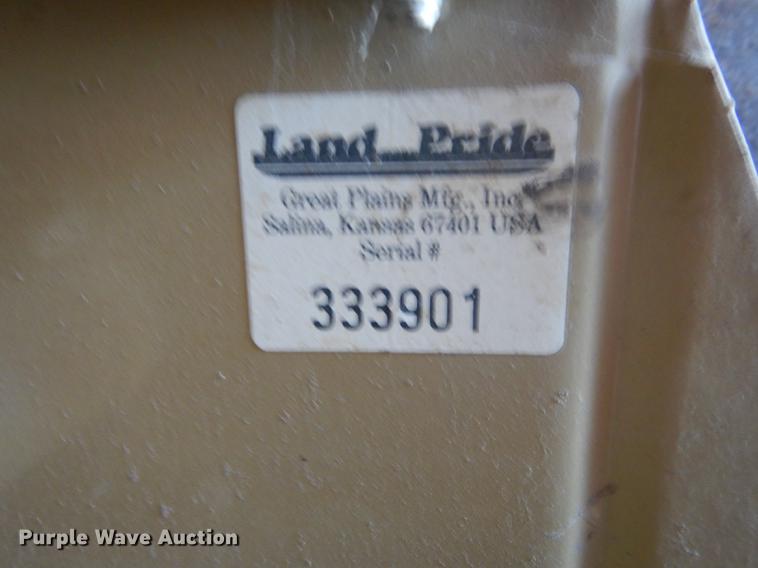 Land Pride
Great Plains Mfg., Inc.
Salina, Kansas 67401 USA
Serial #
333901
Purple Wave Auction